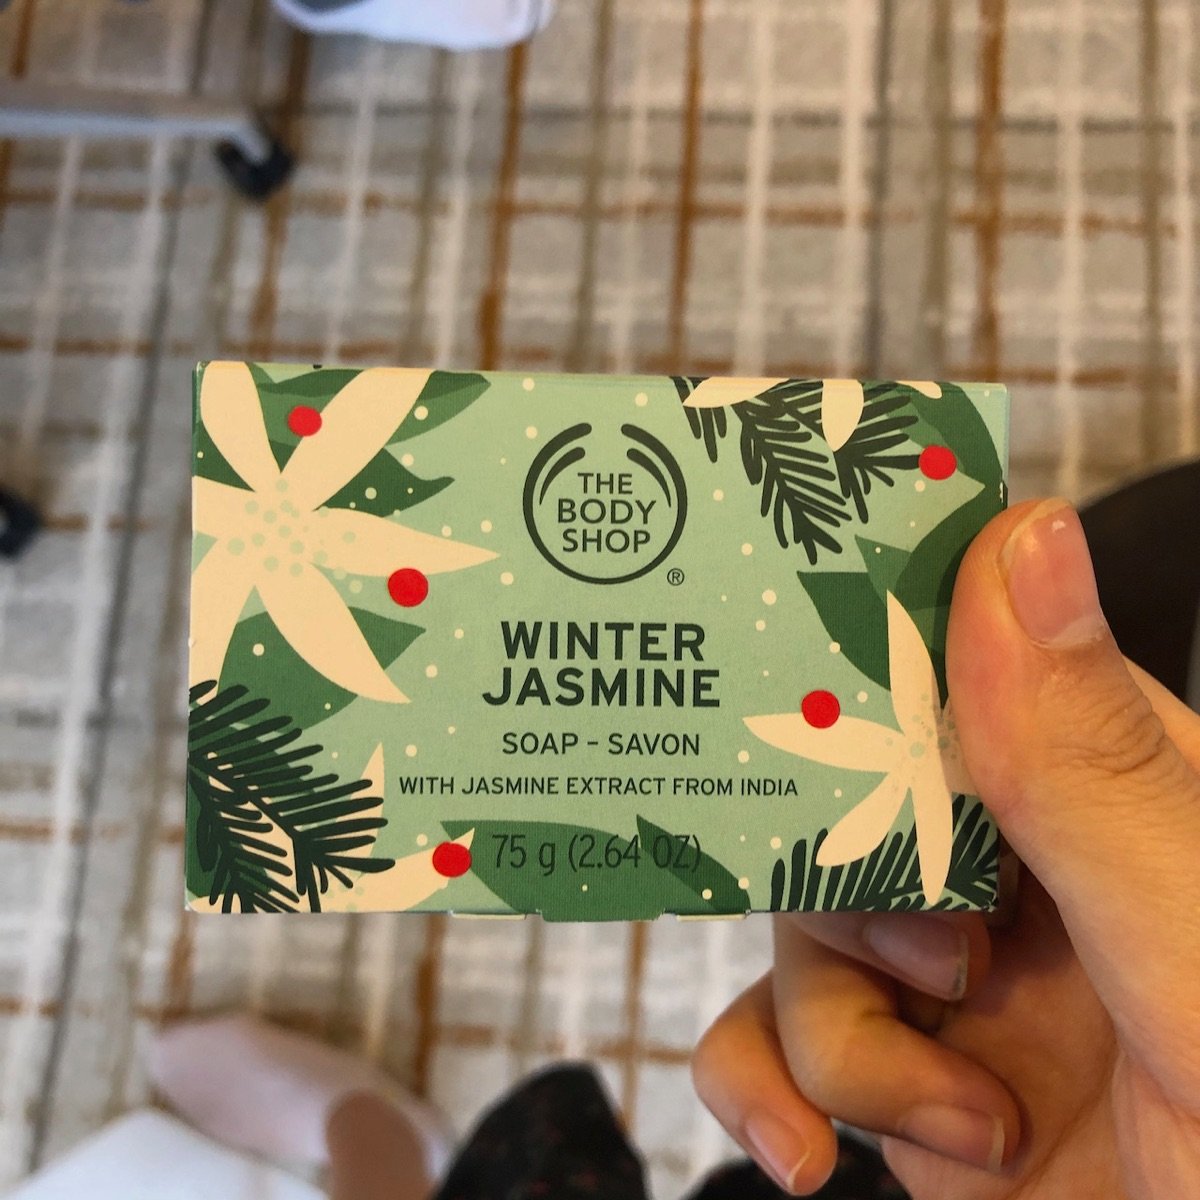 THE
BODY
SHOP
®
WINTER
JASMINE
SOAP - SAVON
WITH JASMINE EXTRACT FROM INDIA
75 g (2.64 OZ)